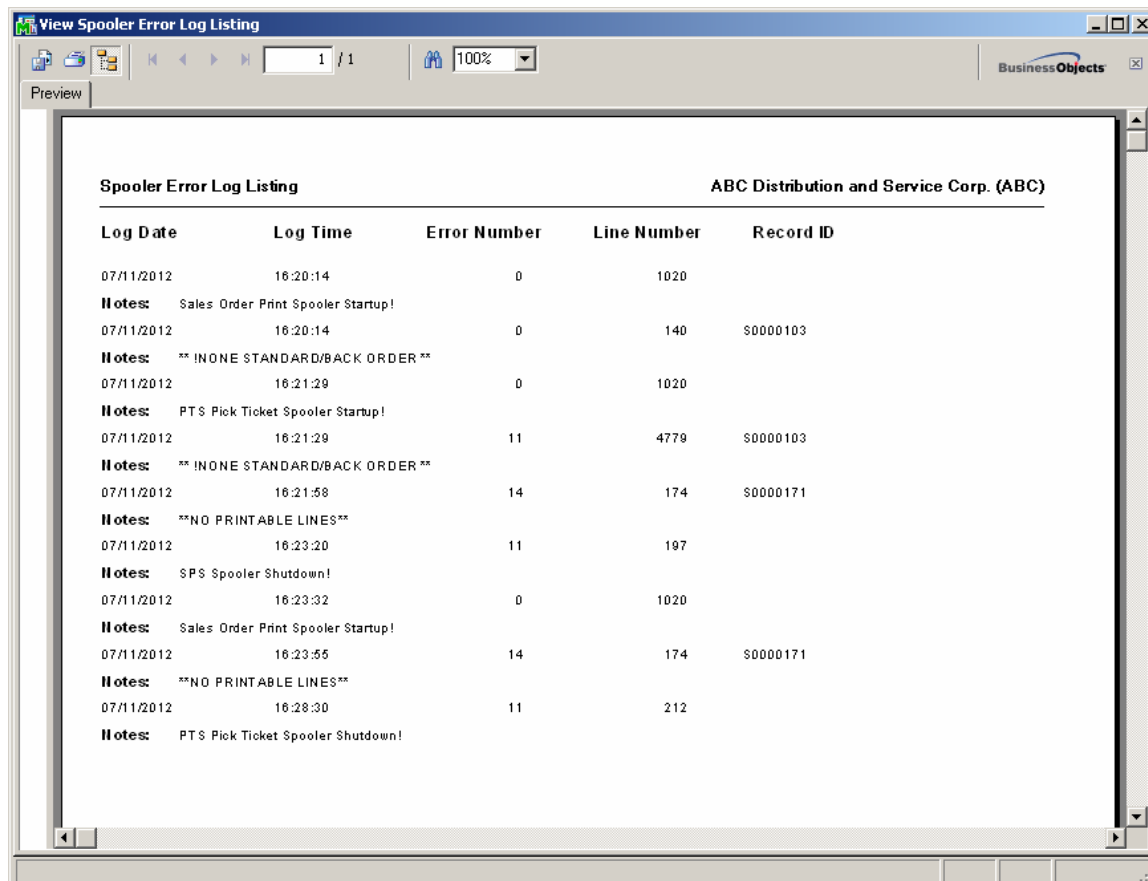 View Spooler Error Log Listing
1 / 1 100% BusinessObjects
Preview
Spooler Error Log Listing ABC Distribution and Service Corp. (ABC)
Log Date Log Time Error Number Line Number Record ID
07/11/2012 16:20:14 0 1020
Notes: Sales Order Print Spooler Startup!
07/11/2012 16:20:14 0 140 S0000103
Notes: ** !NONE STANDARD/BACK ORDER **
07/11/2012 16:21:29 0 1020
Notes: PTS Pick Ticket Spooler Startup!
07/11/2012 16:21:29 11 4779 S0000103
Notes: ** !NONE STANDARD/BACK ORDER **
07/11/2012 16:21:58 14 174 S0000171
Notes: **NO PRINTABLE LINES**
07/11/2012 16:23:20 11 197
Notes: SPS Spooler Shutdown!
07/11/2012 16:23:32 0 1020
Notes: Sales Order Print Spooler Startup!
07/11/2012 16:23:55 14 174 S0000171
Notes: **NO PRINTABLE LINES**
07/11/2012 16:28:30 11 212
Notes: PTS Pick Ticket Spooler Shutdown!